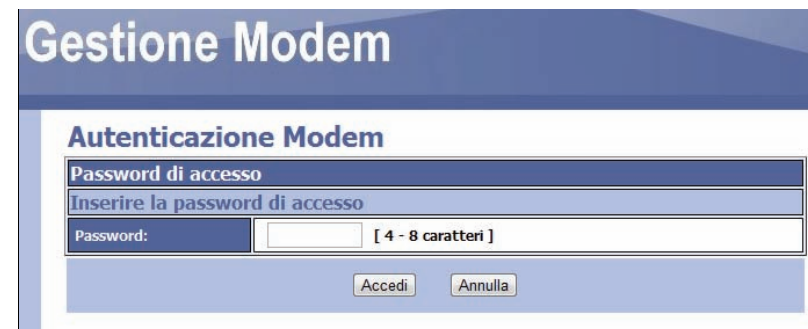 Gestione Modem
Autenticazione Modem
Password di accesso
Inserire la password di accesso
Password: [ 4 - 8 caratteri ]
Accedi Annulla